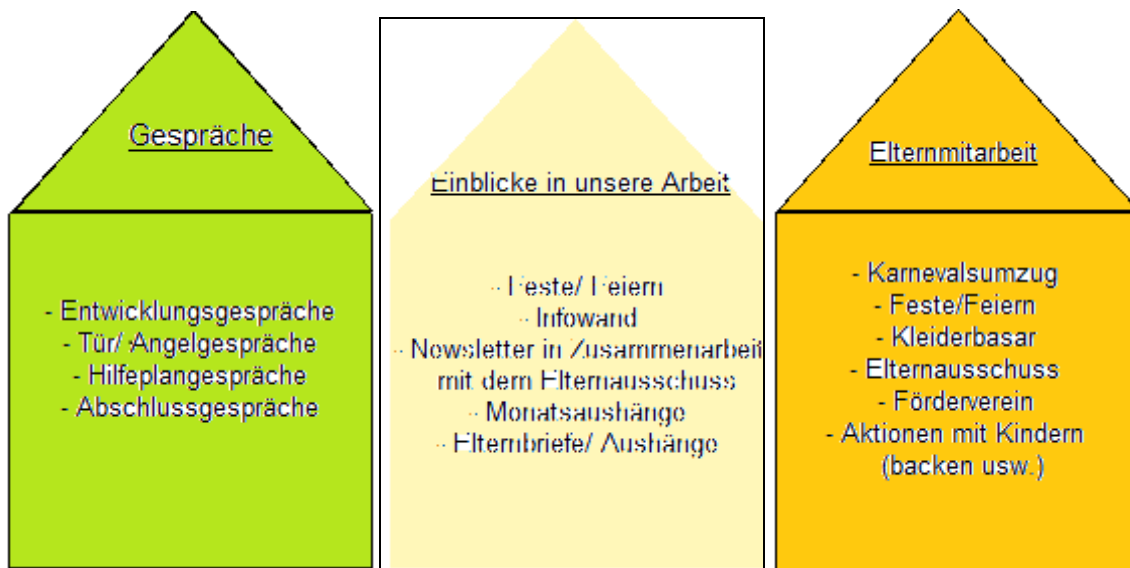 Gespräche
- Entwicklungsgespräche
- Tür/ Angelgespräche
- Hilfeplangespräche
- Abschlussgespräche
Einblicke in unsere Arbeit
- Feste/ Feiern
- Infowand
- Newsletter in Zusammenarbeit
mit dem Elternausschuss
- Monatsaushänge
- Elternbriefe/ Aushänge
Elternmitarbeit
- Karnevalsumzug
- Feste/Feiern
- Kleiderbasar
- Elternausschuss
- Förderverein
- Aktionen mit Kindern
(backen usw.)